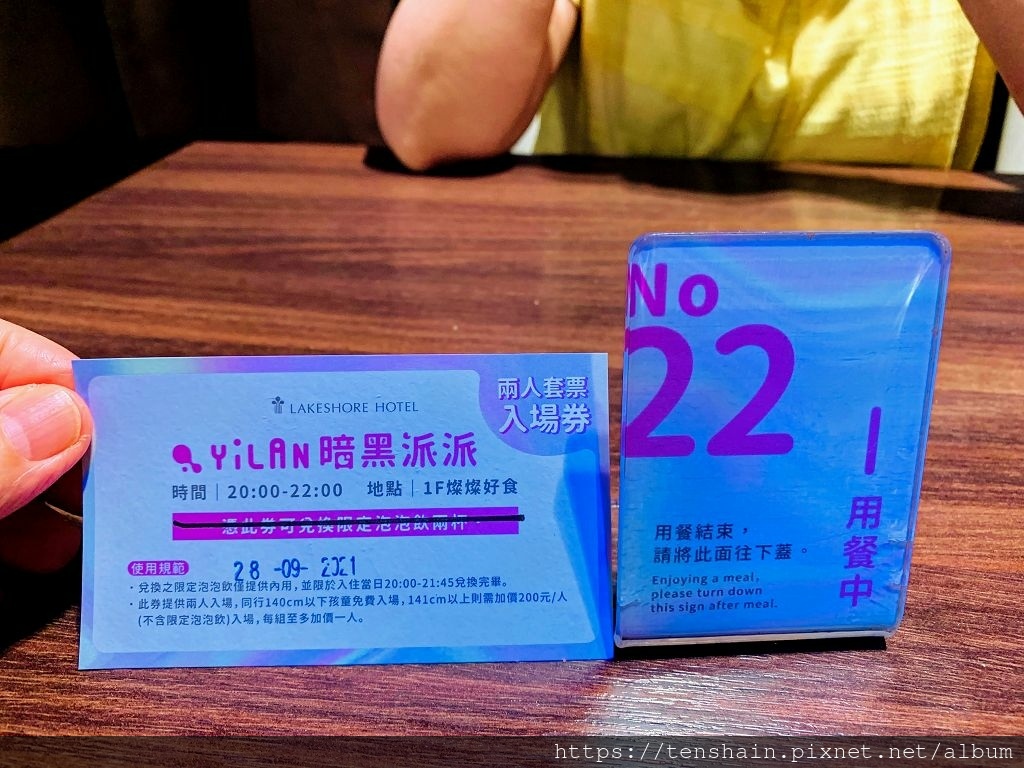 LAKESHORE HOTEL
兩人套票
入場券
YiLAN 暗黑派派
時間｜20:00-22:00 地點｜1F燦燦好食
憑此券可兌換限定泡泡飲兩杯。
使用規範
28 -09- 2021
・兌換之限定泡泡飲僅提供內用，並限於入住當日20:00-21:45兌換完畢。
・此券提供兩人入場，同行140cm以下孩童免費入場，141cm以上則需加價200元/人
(不含限定泡泡飲)入場，每組至多加價一人。
No
22
用餐中
用餐結束，
請將此面往下蓋。
Enjoying a meal,
please turn down
this sign after meal.
https://tenshain.pixnet.net/album